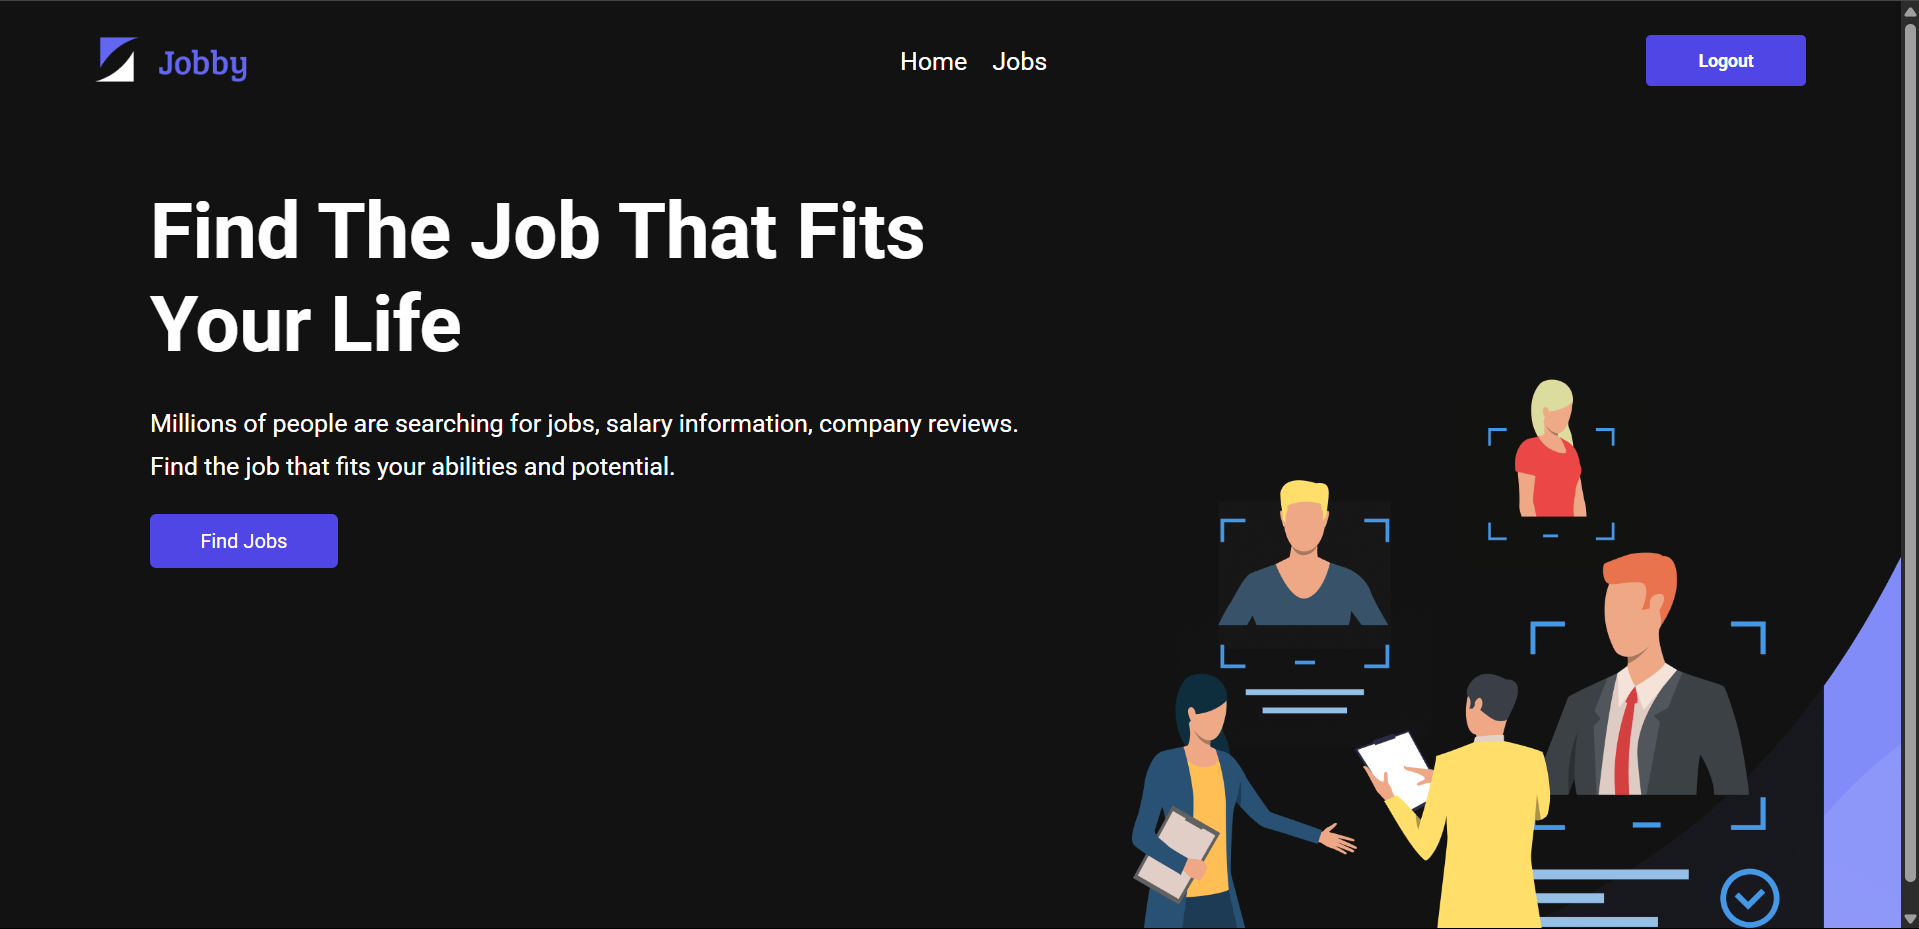 Jobby
Home Jobs
Logout
Find The Job That Fits
Your Life
Millions of people are searching for jobs, salary information, company reviews.
Find the job that fits your abilities and potential.
Find Jobs